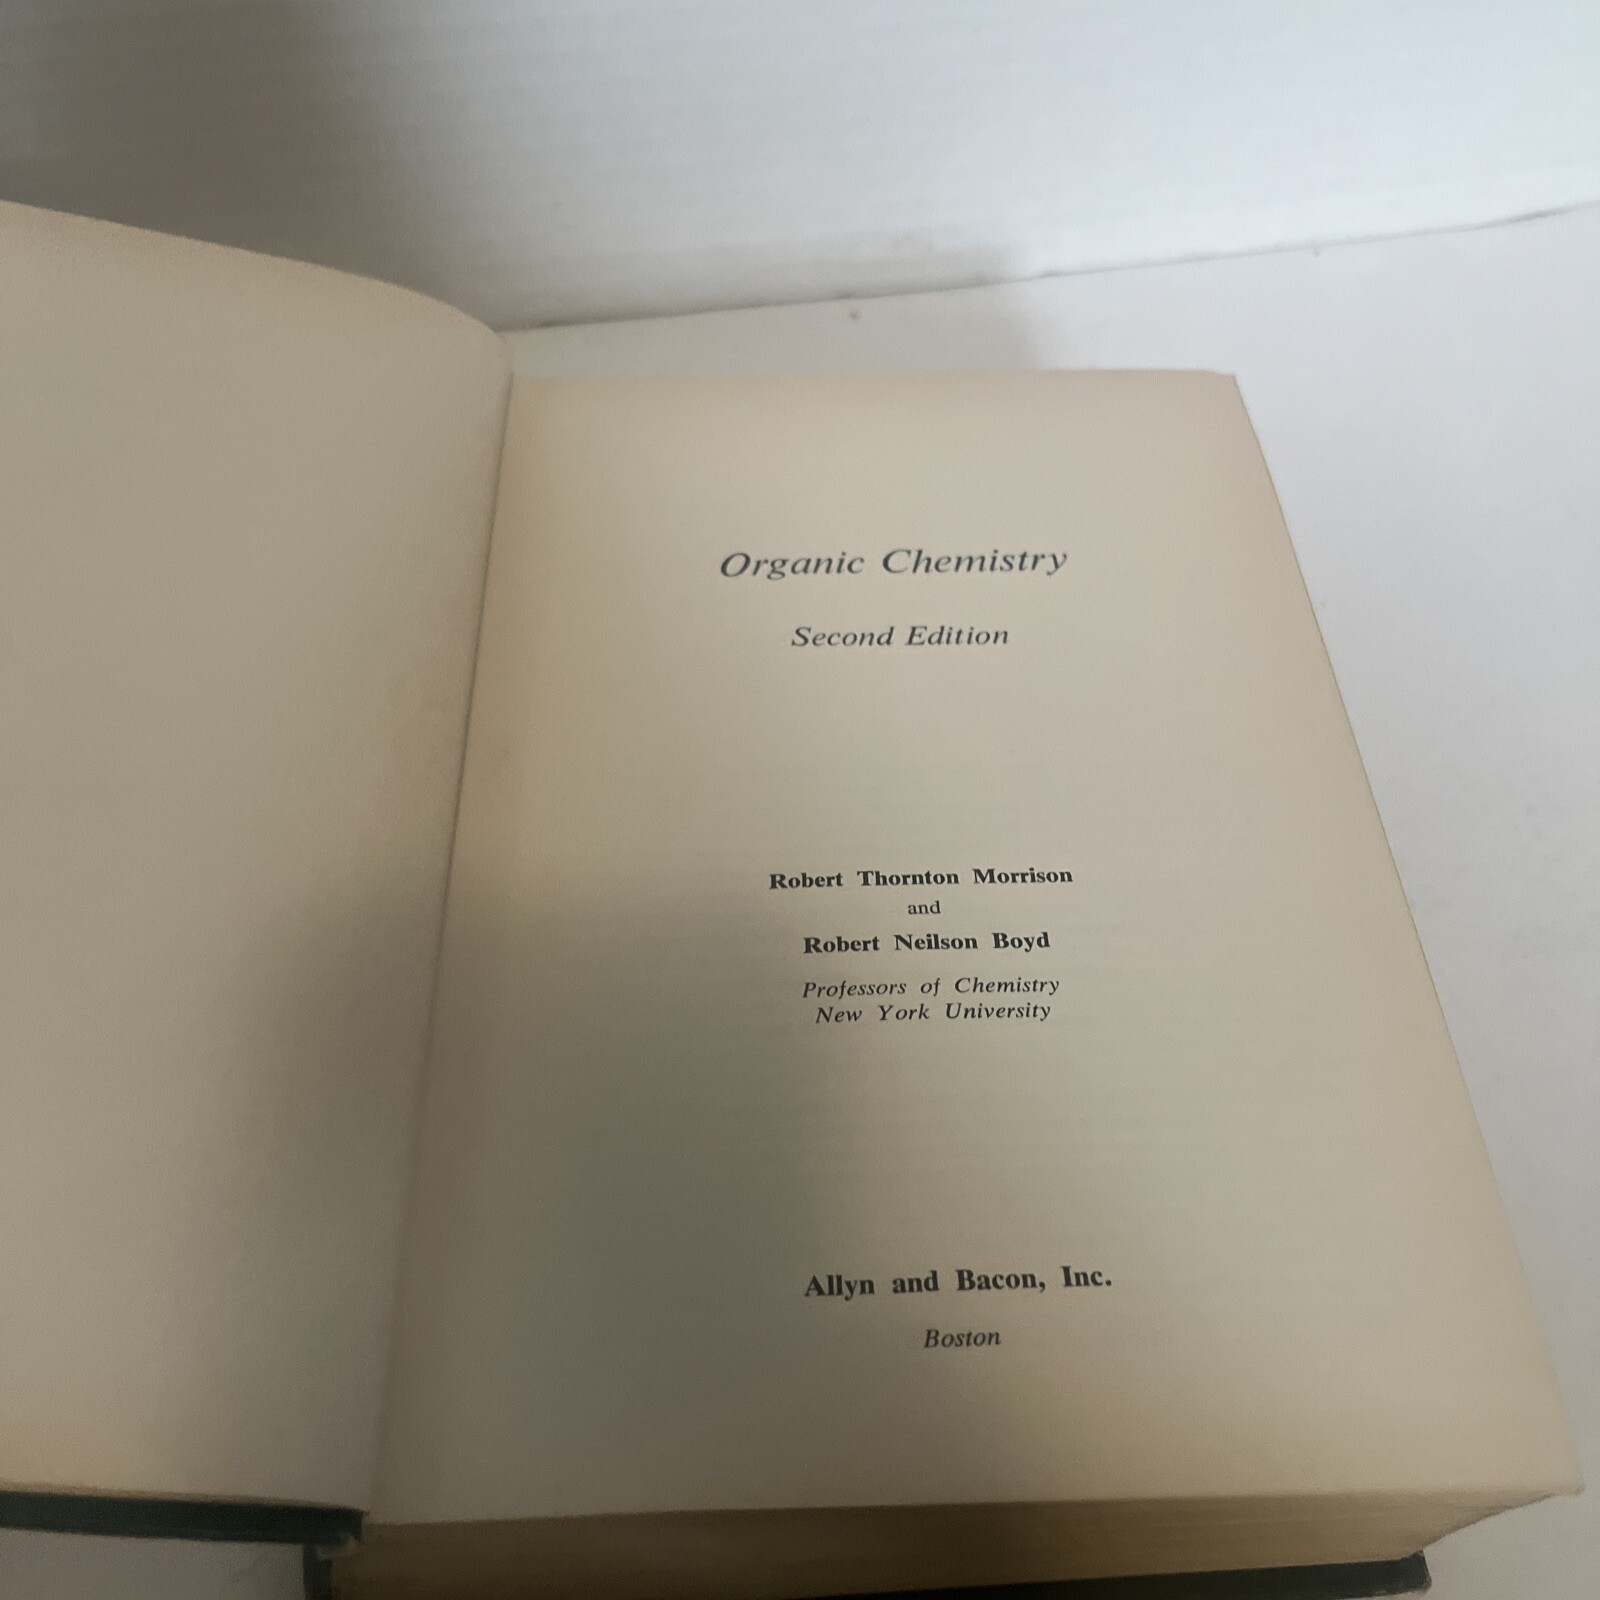 Organic Chemistry
Second Edition
Robert Thornton Morrison
and
Robert Neilson Boyd
Professors of Chemistry
New York University
Allyn and Bacon, Inc.
Boston